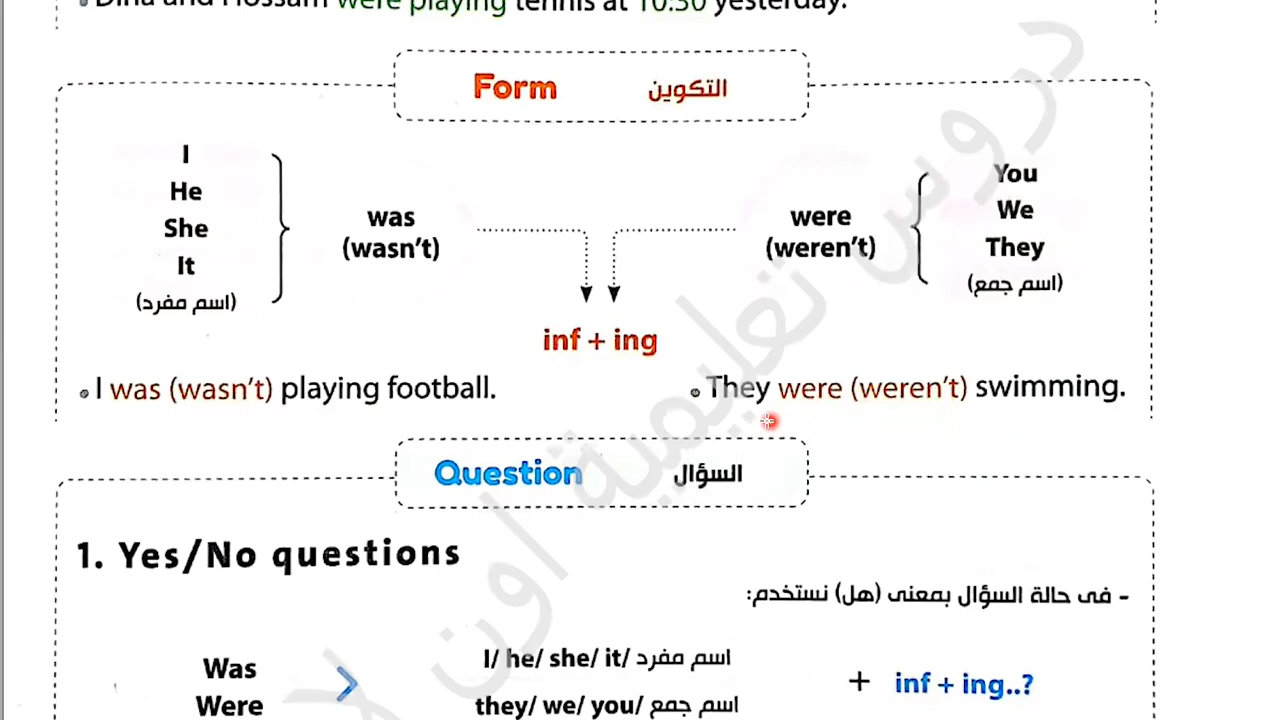 Dina and Hossam were playing tennis at 10:30 yesterday.
Form التكوين
I
He
She
It
(اسم مفرد)
was
(wasn't)
were
(weren't)
You
We
They
(اسم جمع)
inf + ing
I was (wasn't) playing football.
They were (weren't) swimming.
Question السؤال
1. Yes/No questions
- فى حالة السؤال بمعنى (هل) نستخدم:
Was
Were
I/ he/ she/ it/ اسم مفرد
they/ we/ you/ اسم جمع
+ inf + ing..?
دروس تعليمية اون